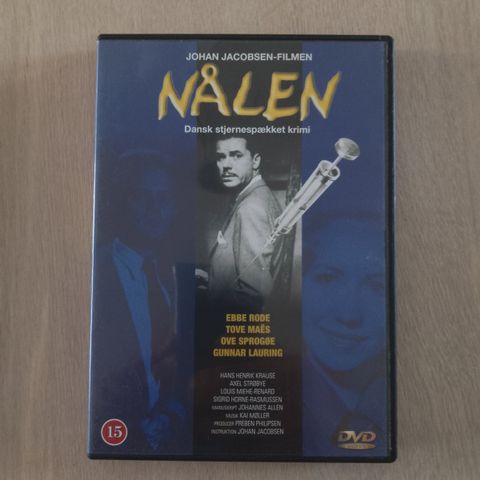 JOHAN JACOBSEN-FILMEN
NÅLEN
Dansk stjernespækket krimi
EBBE RODE
TOVE MAËS
OVE SPROGØE
GUNNAR LAURING
HANS HENRIK KRAUSE
AXEL STRØBYE
LOUIS MIEHE-RENARD
SIGRID HORNE-RASMUSSEN
MANUSKRIPT JOHANNES ALLEN
MUSIK KAI MØLLER
PRODUCER PREBEN PHILIPSEN
INSTRUKTION JOHAN JACOBSEN
15
DVD